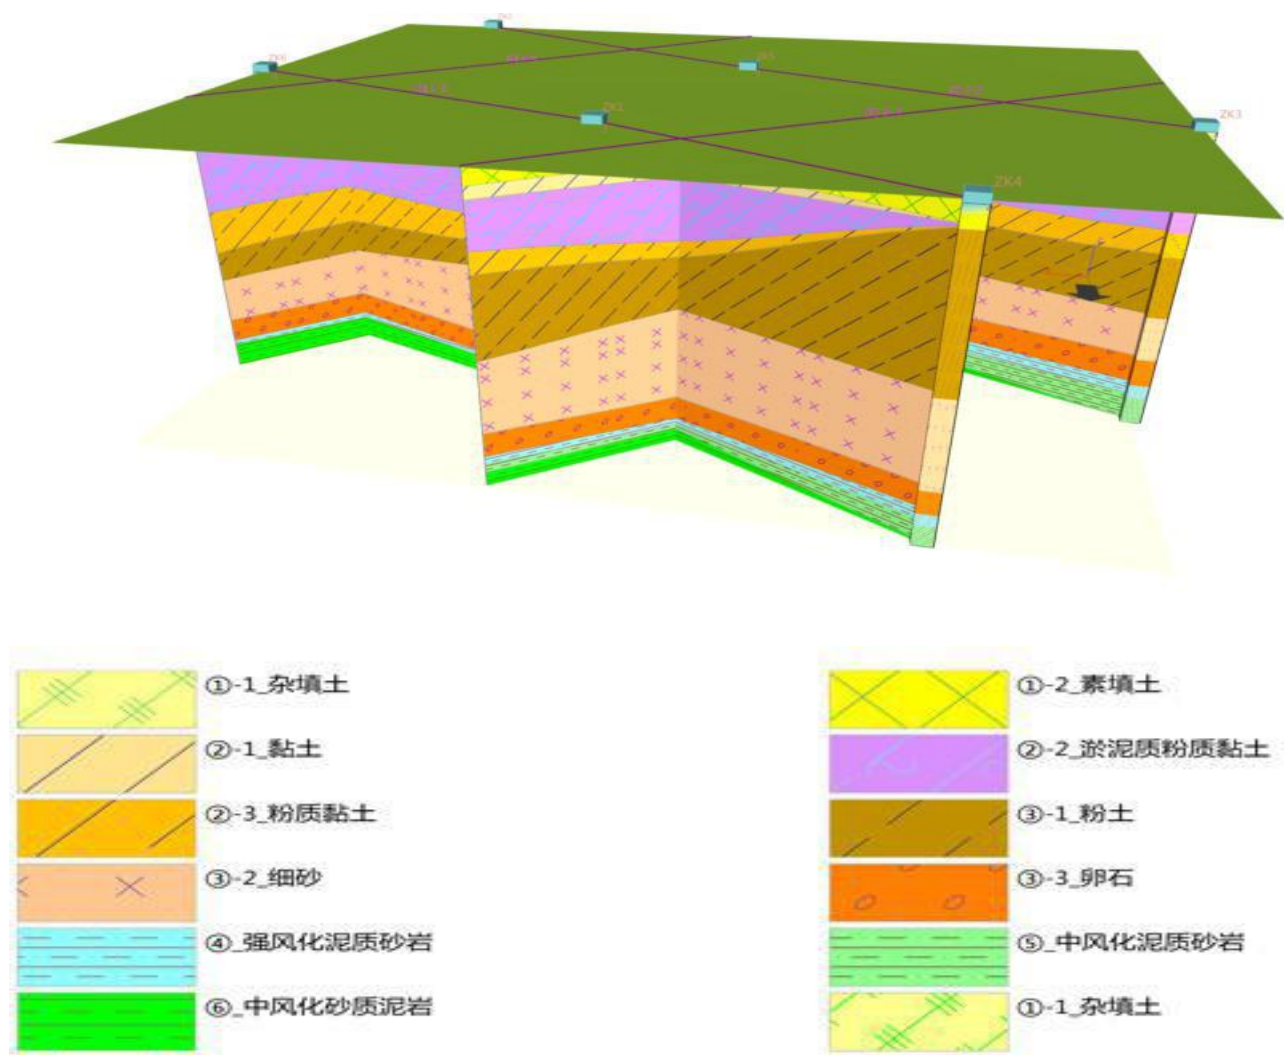 ZK6
ZK5
ZK1
ZK3
ZK4
①-1_杂填土
①-2_素填土
②-1_黏土
②-2_淤泥质粉质黏土
②-3_粉质黏土
③-1_粉土
③-2_细砂
③-3_卵石
④_强风化泥质砂岩
⑤_中风化泥质砂岩
⑥_中风化砂质泥岩
①-1_杂填土